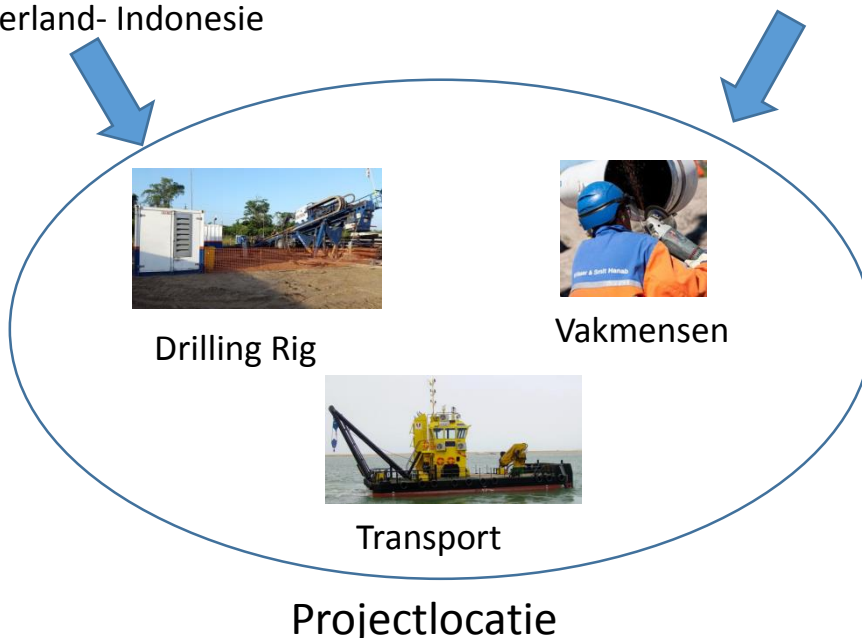 erland- Indonesie
Drilling Rig
Vakmensen
Transport
Projectlocatie